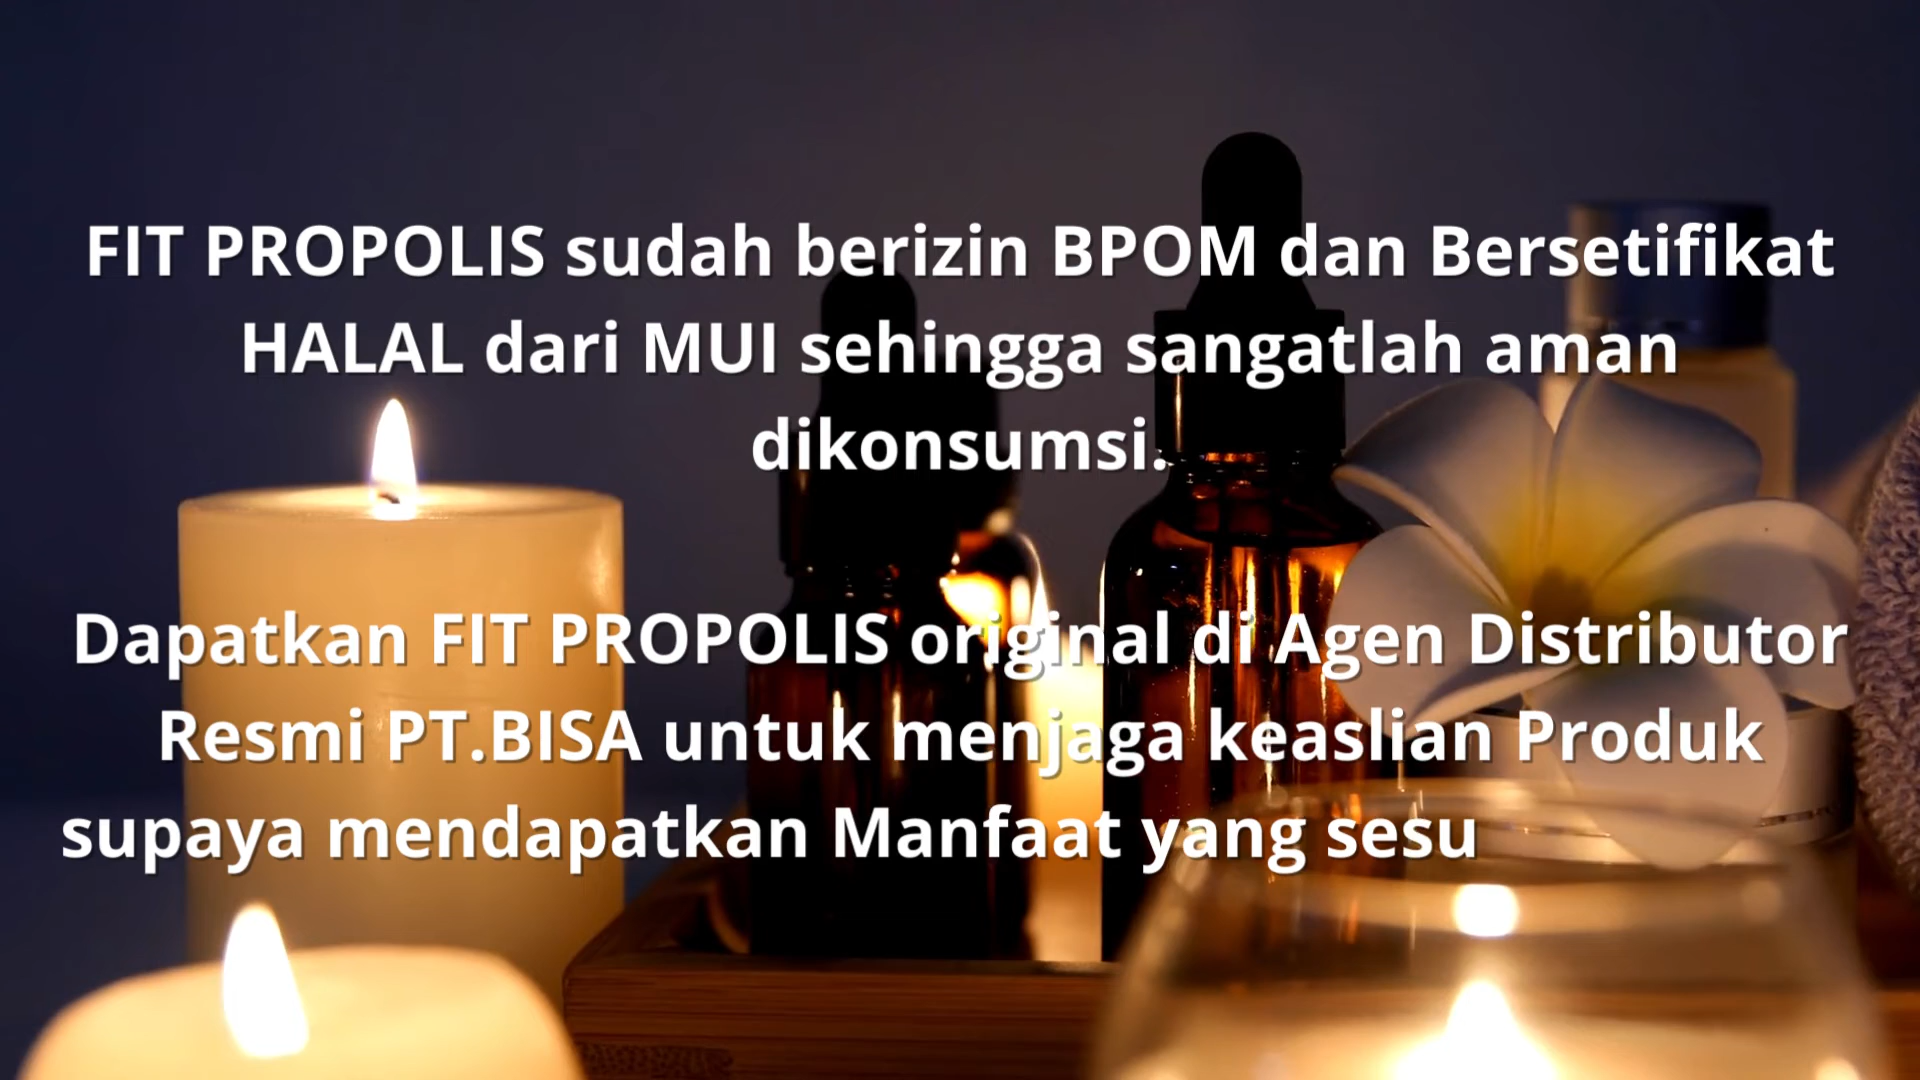 FIT PROPOLIS sudah berizin BPOM dan Bersetifikat
HALAL dari MUI sehingga sangatlah aman
dikonsumsi.
Dapatkan FIT PROPOLIS original di Agen Distributor
Resmi PT.BISA untuk menjaga keaslian Produk
supaya mendapatkan Manfaat yang sesu